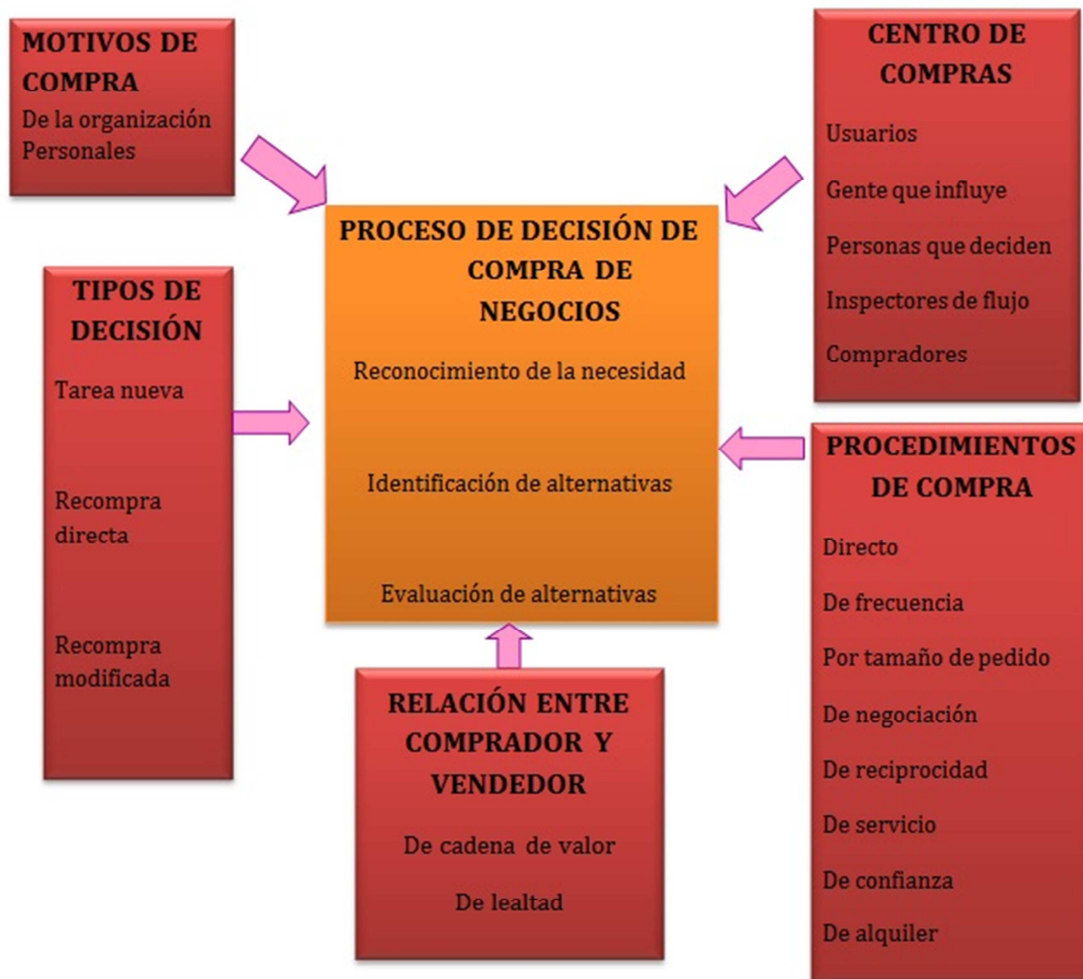 MOTIVOS DE
COMPRA
De la organización
Personales
CENTRO DE
COMPRAS
Usuarios
Gente que influye
Personas que deciden
Inspectores de flujo
Compradores
PROCESO DE DECISIÓN DE
COMPRA DE
NEGOCIOS
Reconocimiento de la necesidad
Identificación de alternativas
Evaluación de alternativas
TIPOS DE
DECISIÓN
Tarea nueva
Recompra
directa
Recompra
modificada
PROCEDIMIENTOS
DE COMPRA
Directo
De frecuencia
Por tamaño de pedido
De negociación
De reciprocidad
De servicio
De confianza
De alquiler
RELACIÓN ENTRE
COMPRADOR Y
VENDEDOR
De cadena de valor
De lealtad